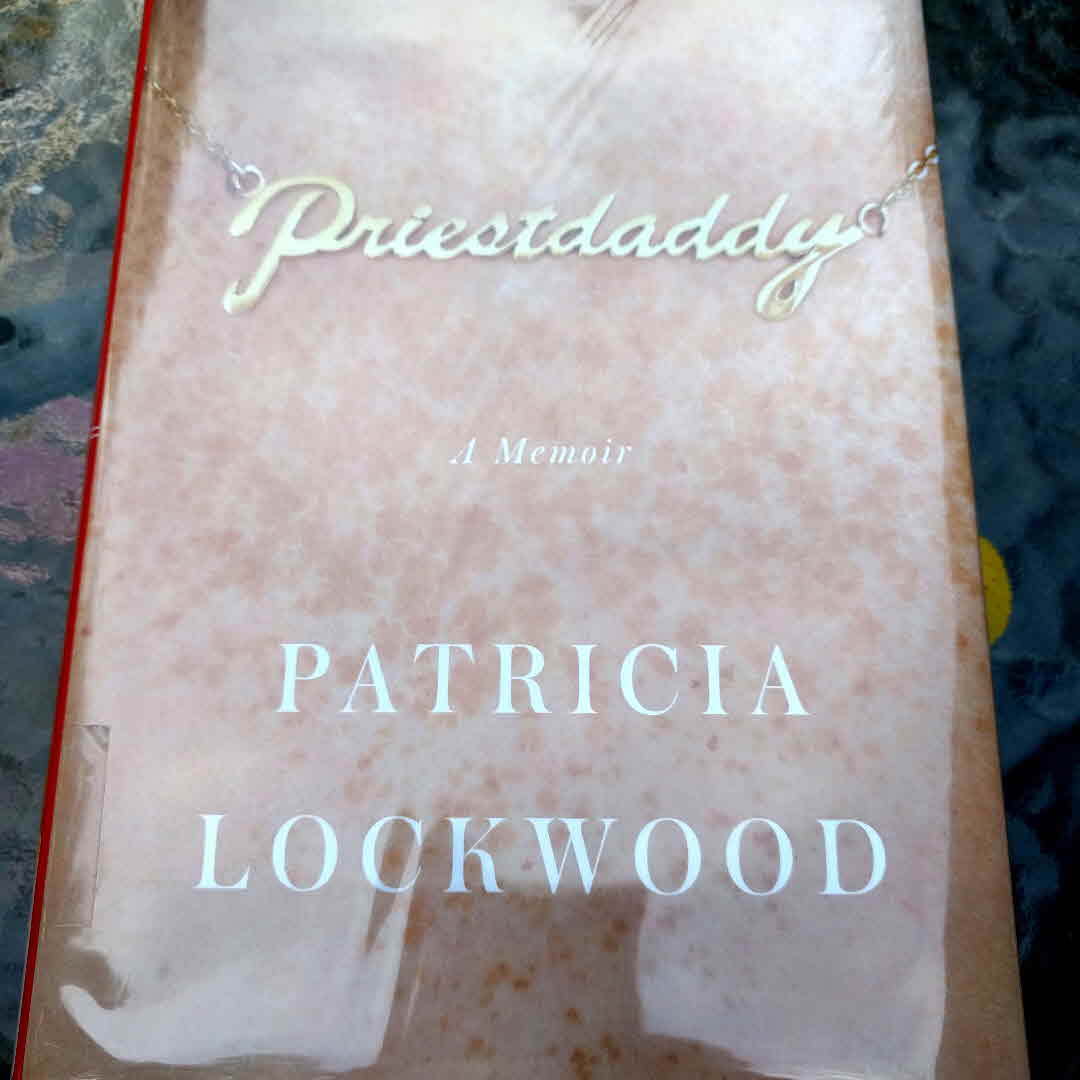 Priestdaddy
A Memoir
PATRICIA
LOCKWOOD